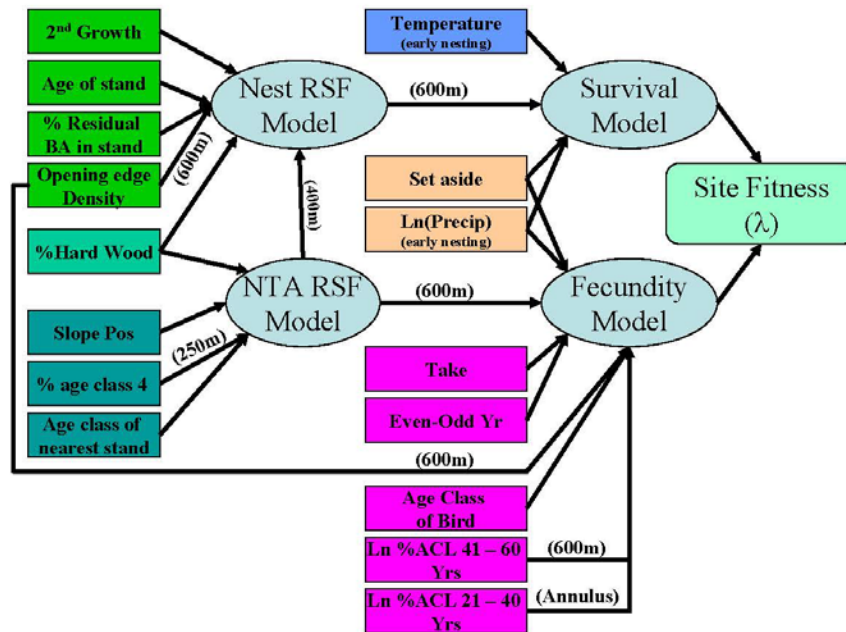 2nd Growth
Age of stand
% Residual
BA in stand
Opening edge
Density
%Hard Wood
Slope Pos
% age class 4
Age class of
nearest stand
(600m)
(250m)
Nest RSF
Model
(400m)
NTA RSF
Model
(600m)
(600m)
(600m)
Temperature
(early nesting)
Set aside
Ln(Precip)
(early nesting)
Take
Even-Odd Yr
Age Class
of Bird
Ln %ACL 41 – 60
Yrs
Ln %ACL 21 – 40
Yrs
(600m)
(Annulus)
Survival
Model
Fecundity
Model
Site Fitness
(λ)